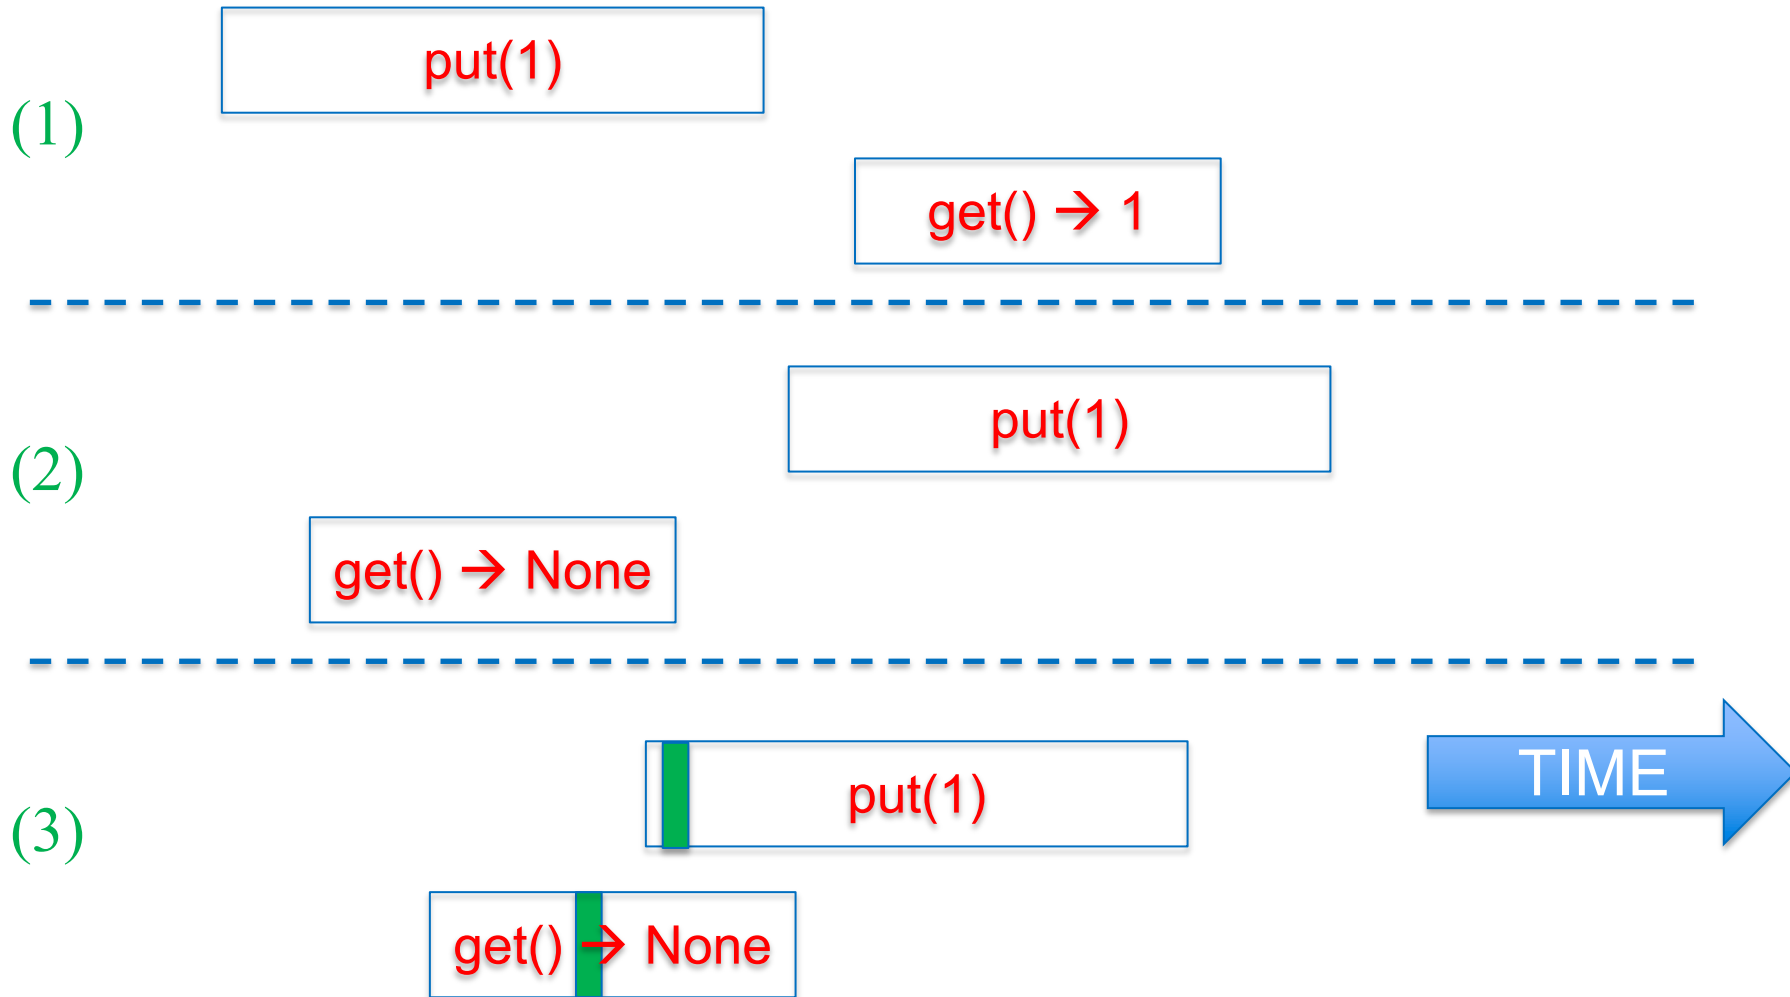 put(1)
(1)
get() → 1
put(1)
(2)
get() → None
TIME
put(1)
(3)
get() → None